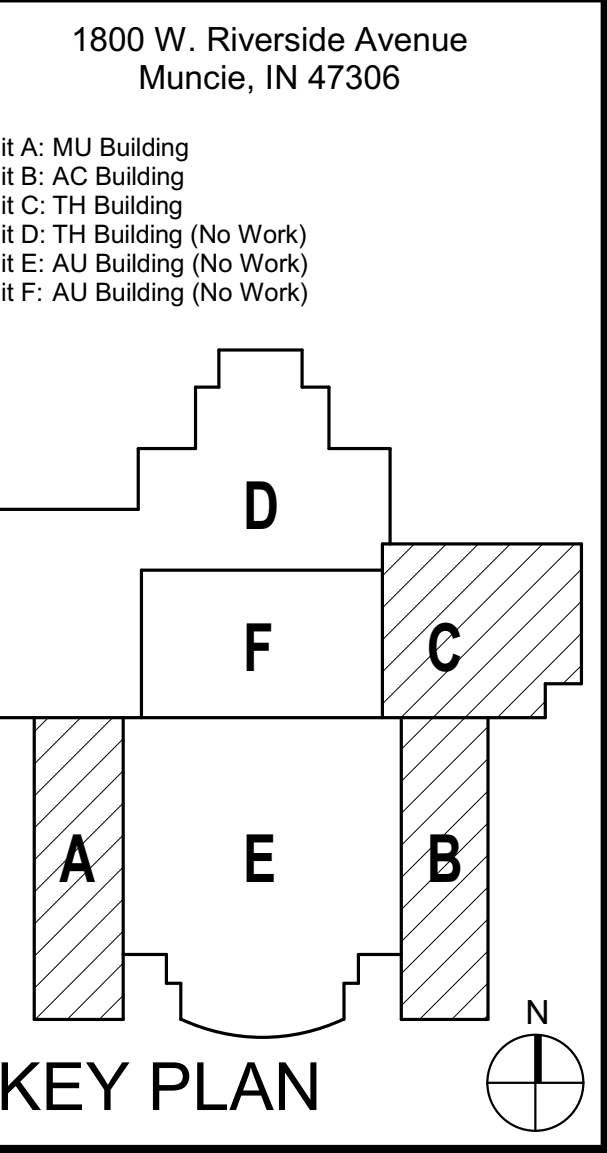 1800 W. Riverside Avenue
Muncie, IN 47306
it A: MU Building
it B: AC Building
it C: TH Building
it D: TH Building (No Work)
it E: AU Building (No Work)
it F: AU Building (No Work)
D
F
C
A
E
B
N
KEY PLAN